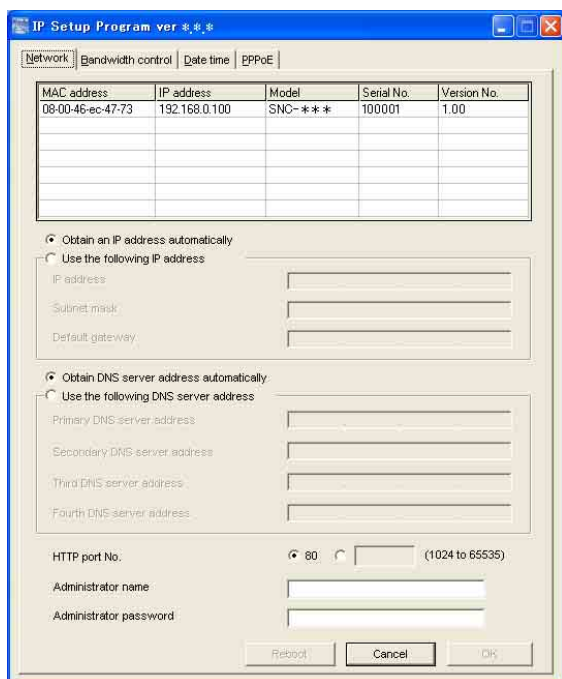 IP Setup Program ver *.*.*
Network Bandwidth control Date time PPPoE
MAC address IP address Model Serial No. Version No.
08-00-46-ec-47-73 192.168.0.100 SNC-*** 100001 1.00
Obtain an IP address automatically
Use the following IP address
IP address
Subnet mask
Default gateway
Obtain DNS server address automatically
Use the following DNS server address
Primary DNS server address
Secondary DNS server address
Third DNS server address
Fourth DNS server address
HTTP port No. 80 (1024 to 65535)
Administrator name
Administrator password
Reboot Cancel OK